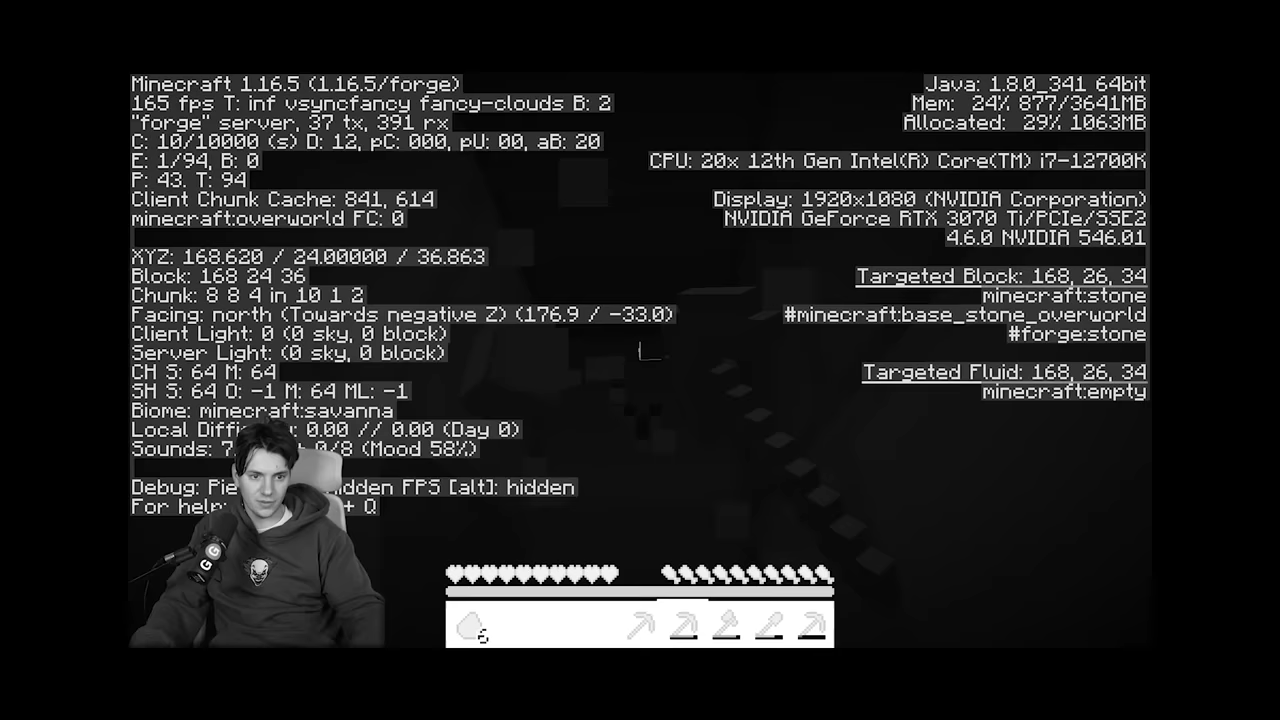 Minecraft 1.16.5 (1.16.5/forge)
165 fps T: inf vsyncfancy fancy-clouds B: 2
"forge" server, 37 tx, 391 rx
C: 10/10000 (s) D: 12, pC: 000, pU: 00, aB: 20
E: 1/94, B: 0
P: 43. T: 94
Client Chunk Cache: 841, 614
minecraft:overworld FC: 0
XYZ: 168.620 / 24.00000 / 36.863
Block: 168 24 36
Chunk: 8 8 4 in 10 1 2
Facing: north (Towards negative Z) (176.9 / -33.0)
Client Light: 0 (0 sky, 0 block)
Server Light: (0 sky, 0 block)
CH S: 64 M: 64
SH S: 64 O: -1 M: 64 ML: -1
Biome: minecraft:savanna
Local 0.00 // 0.00 (Day 0)
Sounds: 0/8 (Mood 58%)
Debug: FPS [alt]: hidden
For help: + Q
Java: 1.8.0_341 64bit
Mem: 24% 877/3641MB
Allocated: 29% 1063MB
CPU: 20x 12th Gen Intel(R) Core(TM) i7-12700K
Display: 1920x1080 (NVIDIA Corporation)
NVIDIA GeForce RTX 3070 Ti/PCIe/SSE2
4.6.0 NVIDIA 546.01
Targeted Block: 168, 26, 34
minecraft:stone
#minecraft:base_stone_overworld
#forge:stone
Targeted Fluid: 168, 26, 34
minecraft:empty
G
G
6